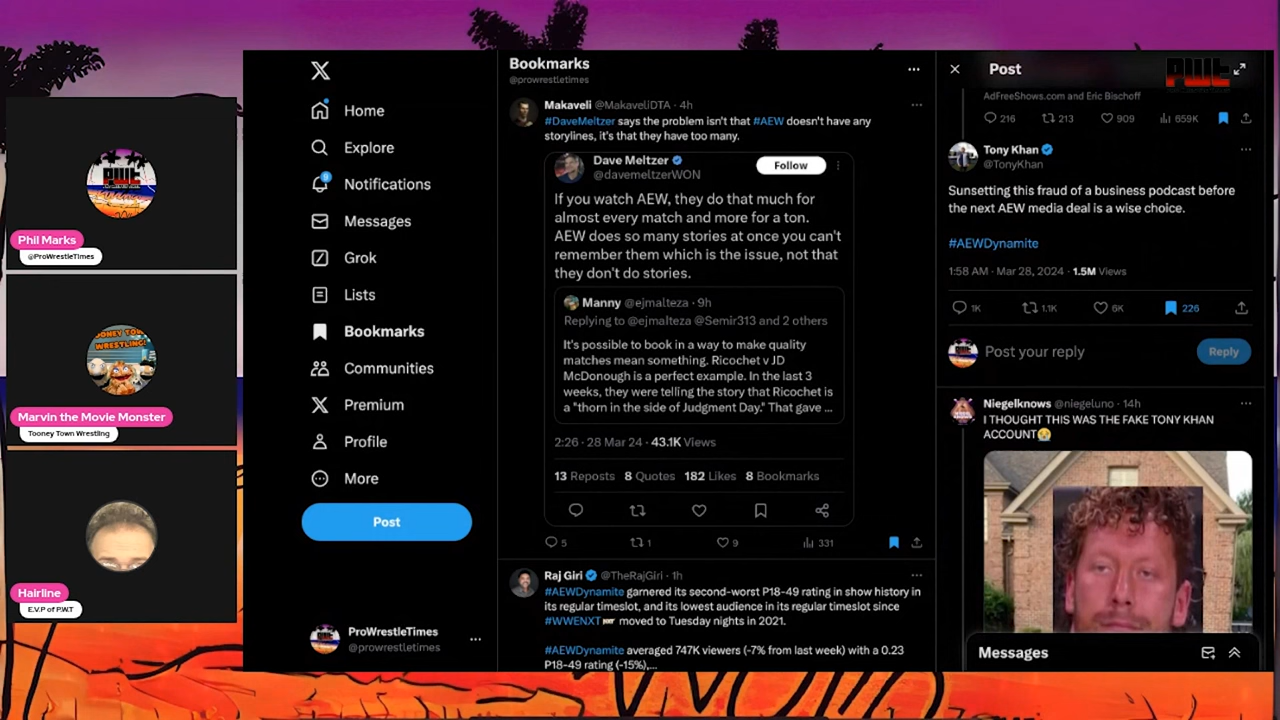 PWT
Phil Marks
@ProWrestleTimes
TOONEY TOWN
WRESTLING!
Marvin the Movie Monster
Tooney Town Wrestling
Hairline
E.V.P of P.W.T
Home
Explore
Notifications
Messages
Grok
Lists
Bookmarks
Communities
Premium
Profile
More
Post
ProWrestleTimes
@prowrestletimes
Bookmarks
@prowrestletimes
Makaveli @MakaveliDTA · 4h
#DaveMeltzer says the problem isn't that #AEW doesn't have any
storylines, it's that they have too many.
Dave Meltzer
@davemeltzerWON
Follow
If you watch AEW, they do that much for
almost every match and more for a ton.
AEW does so many stories at once you can't
remember them which is the issue, not that
they don't do stories.
Manny @ejmalteza · 9h
Replying to @ejmalteza @Semir313 and 2 others
It's possible to book in a way to make quality
matches mean something. Ricochet v JD
McDonough is a perfect example. In the last 3
weeks, they were telling the story that Ricochet is
a "thorn in the side of Judgment Day." That gave ...
2:26 · 28 Mar 24 · 43.1K Views
13 Reposts 8 Quotes 182 Likes 8 Bookmarks
5 1 9 331
Raj Giri @TheRajGiri · 1h
#AEWDynamite garnered its second-worst P18-49 rating in show history in
its regular timeslot, and its lowest audience in its regular timeslot since
#WWENXT moved to Tuesday nights in 2021.
#AEWDynamite averaged 747K viewers (-7% from last week) with a 0.23
P18-49 rating (-15%),...
Post
PWT
AdFreeShows.com and Eric Bischoff
216 213 909 659K
Tony Khan
@TonyKhan
Sunsetting this fraud of a business podcast before
the next AEW media deal is a wise choice.
#AEWDynamite
1:58 AM · Mar 28, 2024 · 1.5M Views
1K 1.1K 6K 226
Post your reply
Reply
Niegelknows @niegeluno · 14h
I THOUGHT THIS WAS THE FAKE TONY KHAN
ACCOUNT😭
Messages